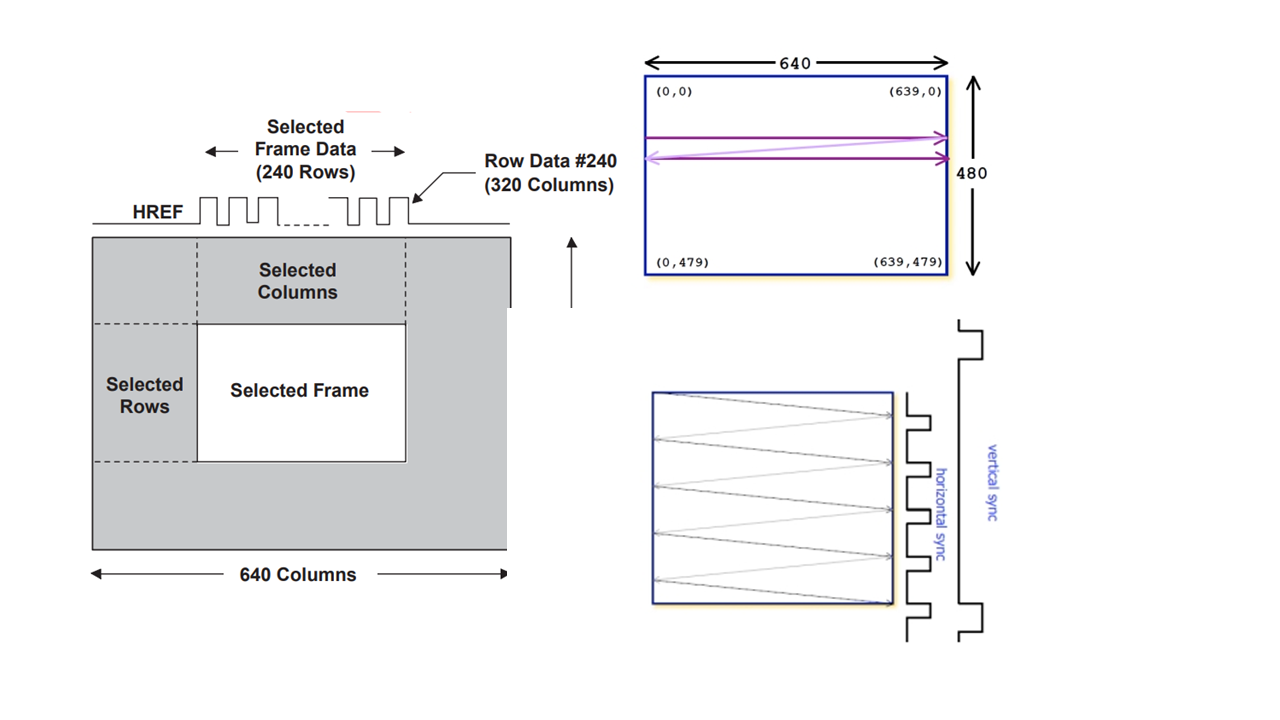 Selected
Frame Data
(240 Rows)
Row Data #240
(320 Columns)
HREF
Selected
Columns
Selected
Rows
Selected Frame
640 Columns
640
(0,0)
(639,0)
480
(0,479)
(639,479)
horizontal sync
vertical sync